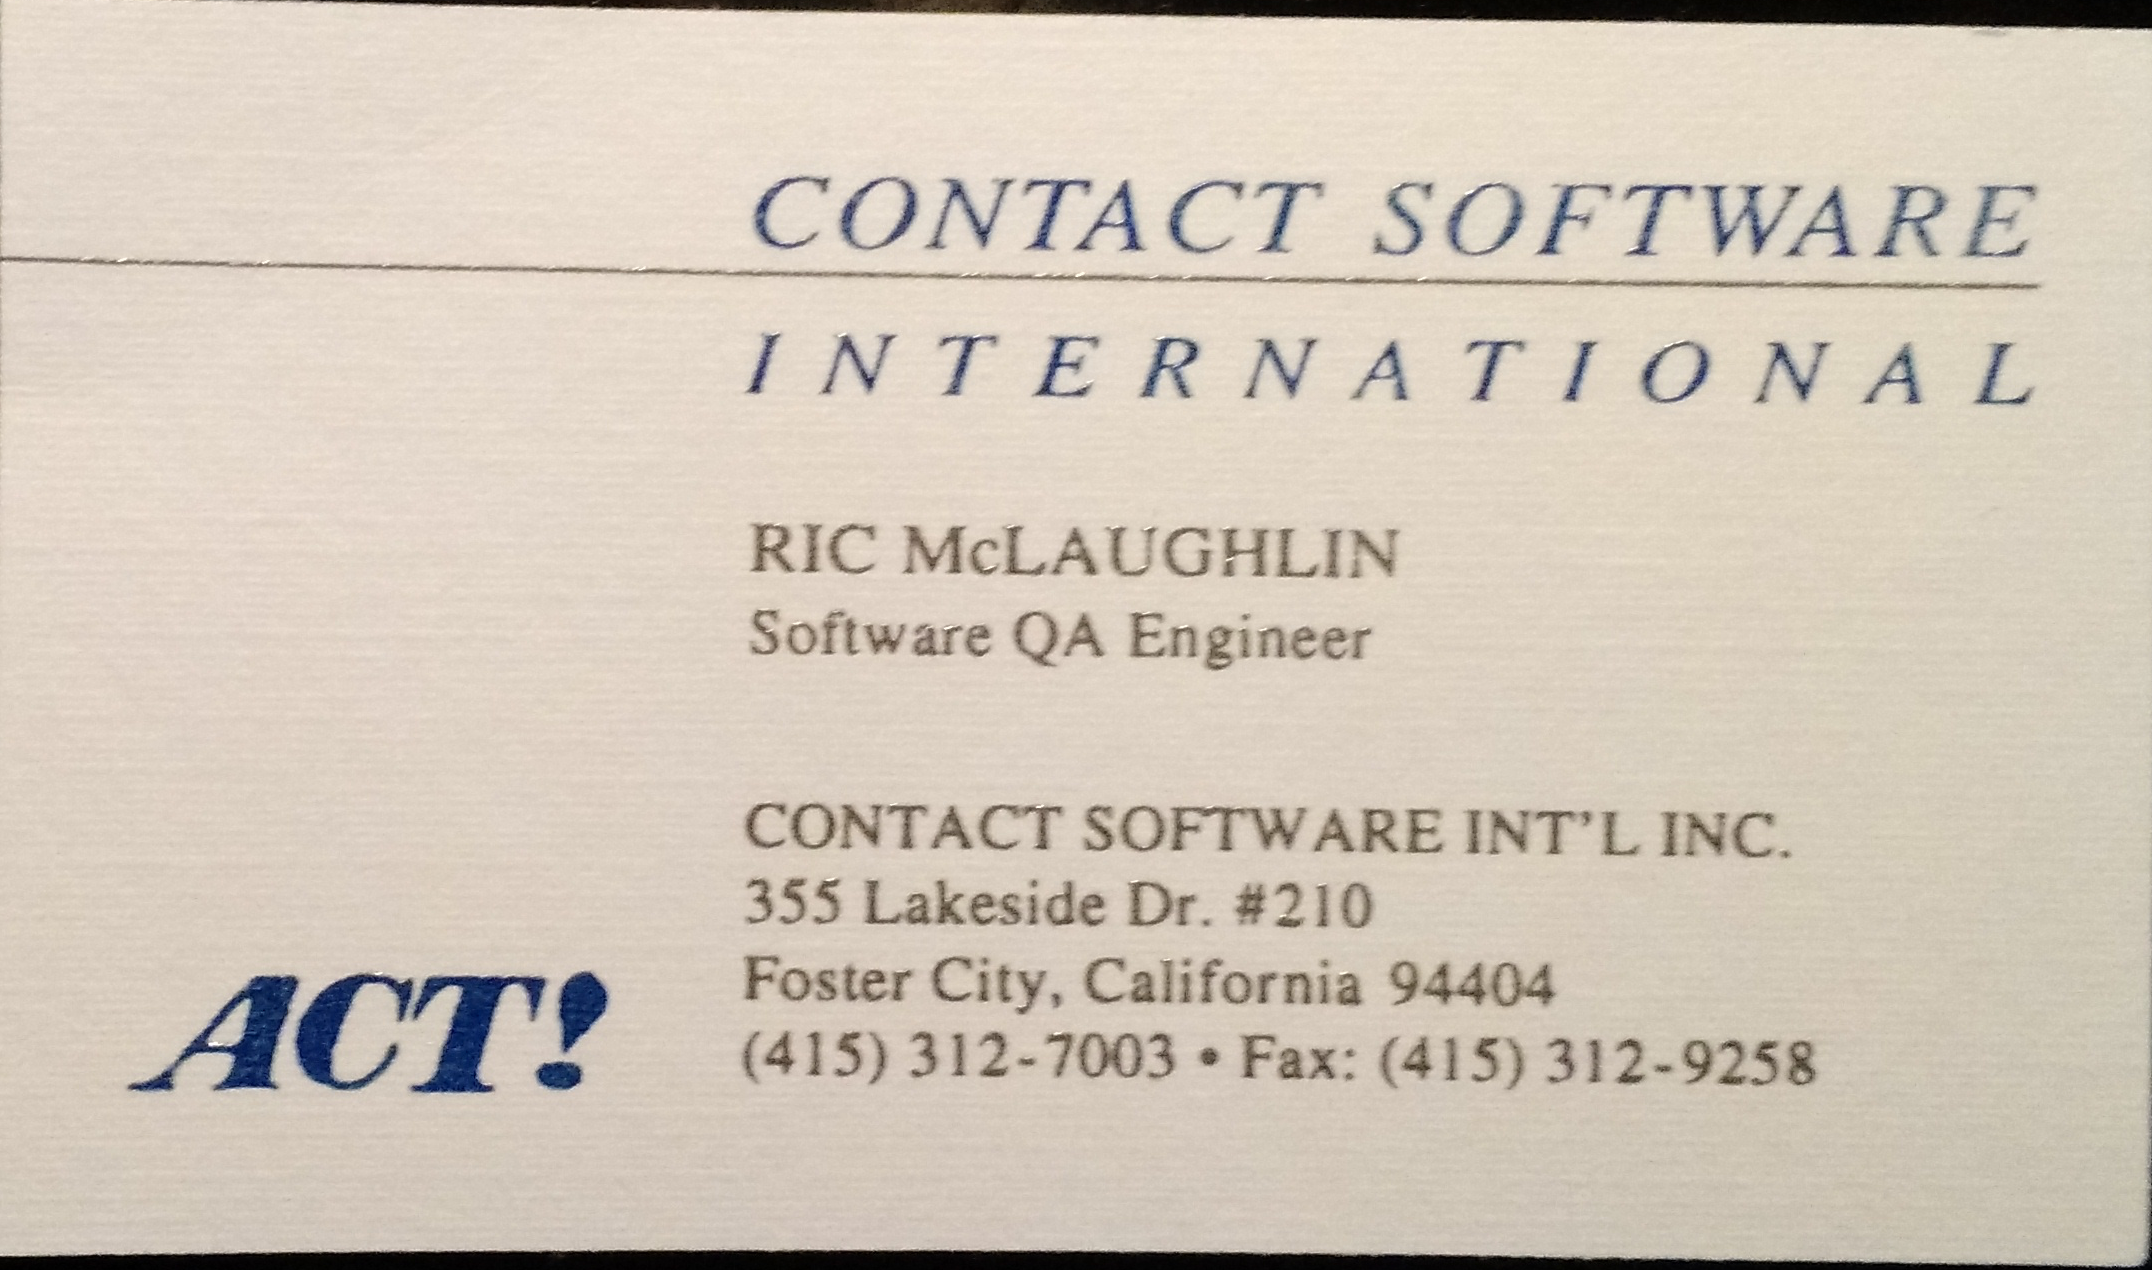 CONTACT SOFTWARE
INTERNATIONAL
RIC McLAUGHLIN
Software QA Engineer
CONTACT SOFTWARE INT'L INC.
355 Lakeside Dr. #210
Foster City, California 94404
(415) 312-7003 • Fax: (415) 312-9258
ACT!